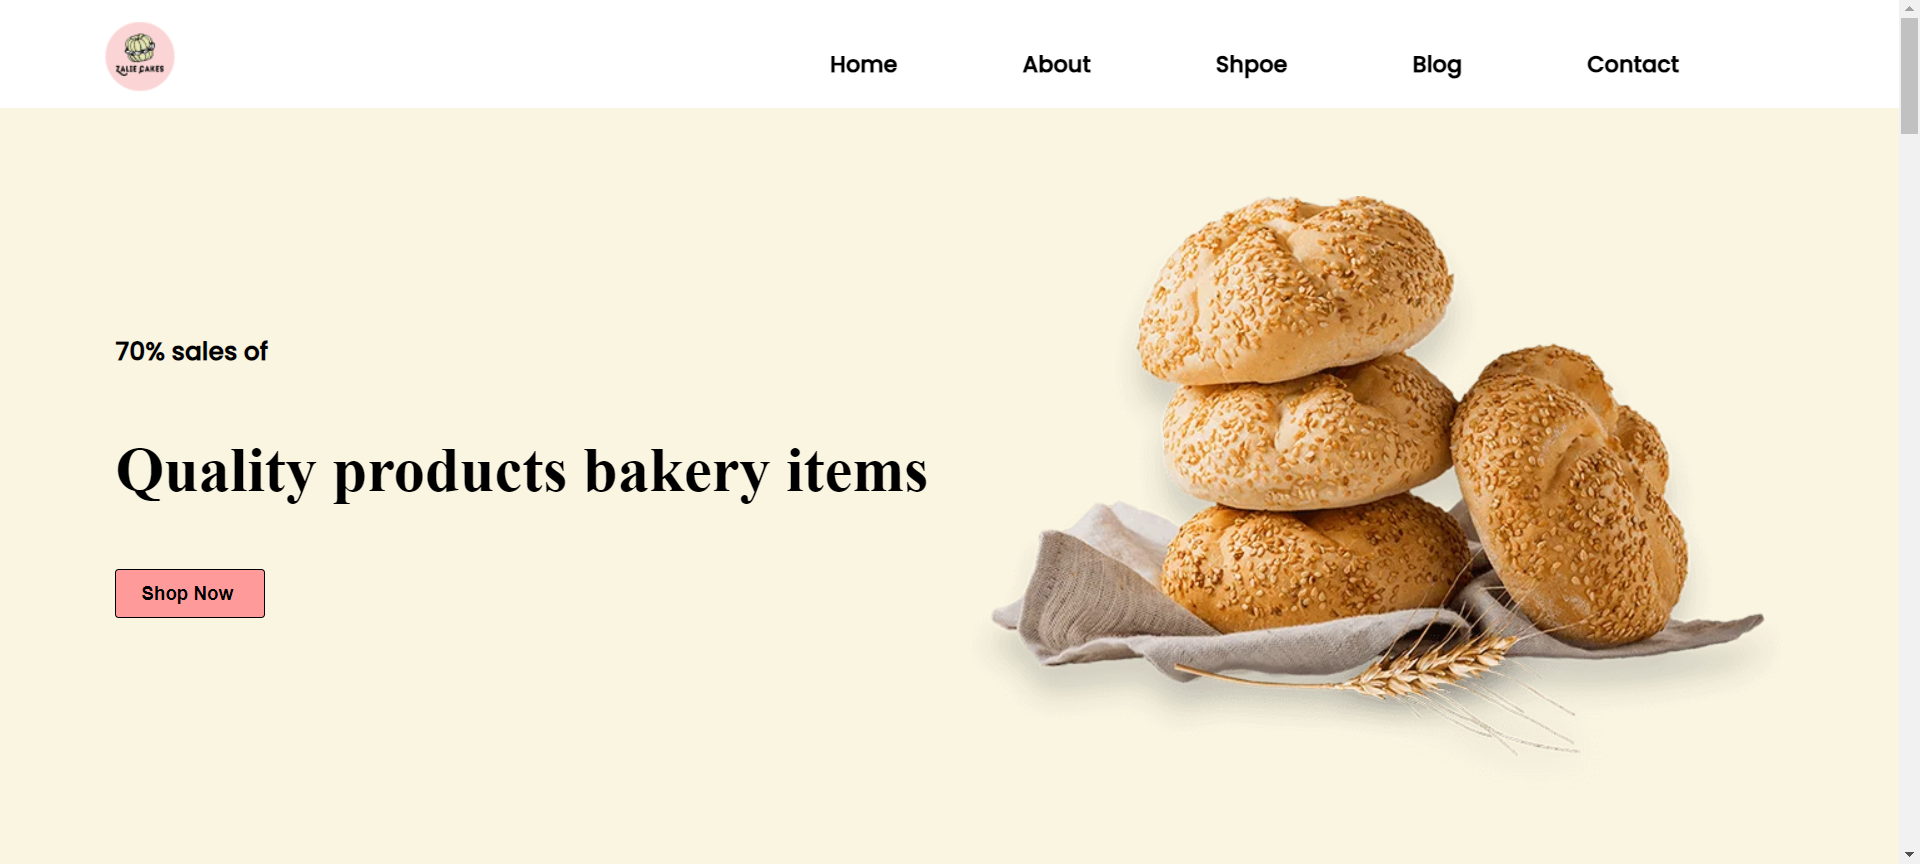 ZALIE CAKES
Home About Shpoe Blog Contact
70% sales of
Quality products bakery items
Shop Now